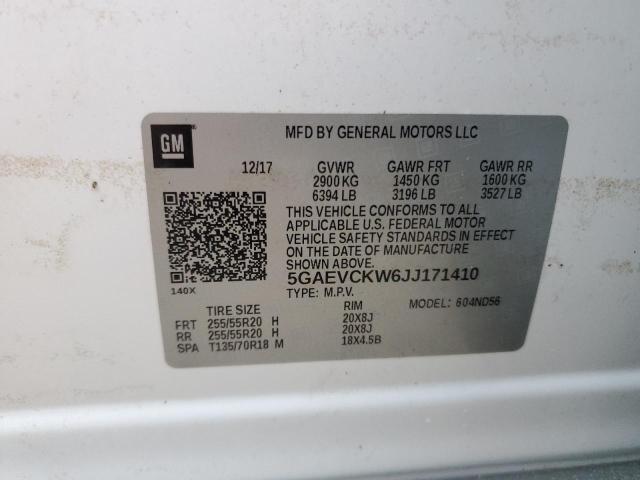 GM
MFD BY GENERAL MOTORS LLC
12/17 GVWR GAWR FRT GAWR RR
2900 KG 1450 KG 1600 KG
6394 LB 3196 LB 3527 LB
THIS VEHICLE CONFORMS TO ALL
APPLICABLE U.S. FEDERAL MOTOR
VEHICLE SAFETY STANDARDS IN EFFECT
ON THE DATE OF MANUFACTURE
5GAEVCKW6JJ171410
140X
TYPE: M.P.V. MODEL: 604ND56
TIRE SIZE RIM
FRT 255/55R20 H 20X8J
RR 255/55R20 H 20X8J
SPA T135/70R18 M 18X4.5B